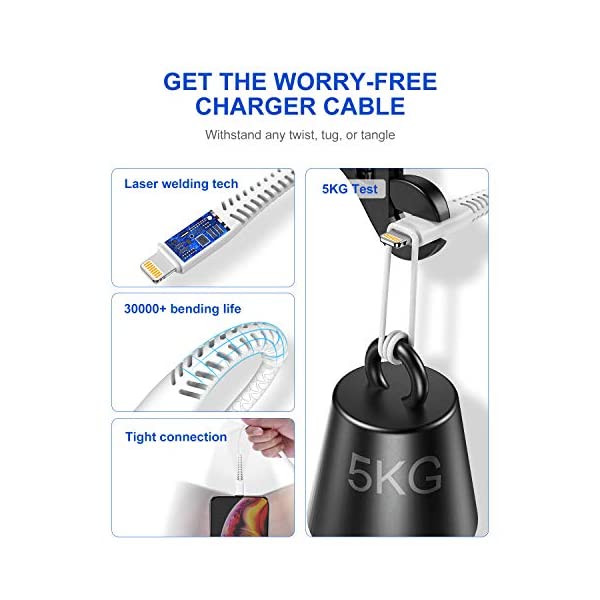 GET THE WORRY-FREE
CHARGER CABLE
Withstand any twist, tug, or tangle
Laser welding tech
5KG Test
30000+ bending life
Tight connection
5KG